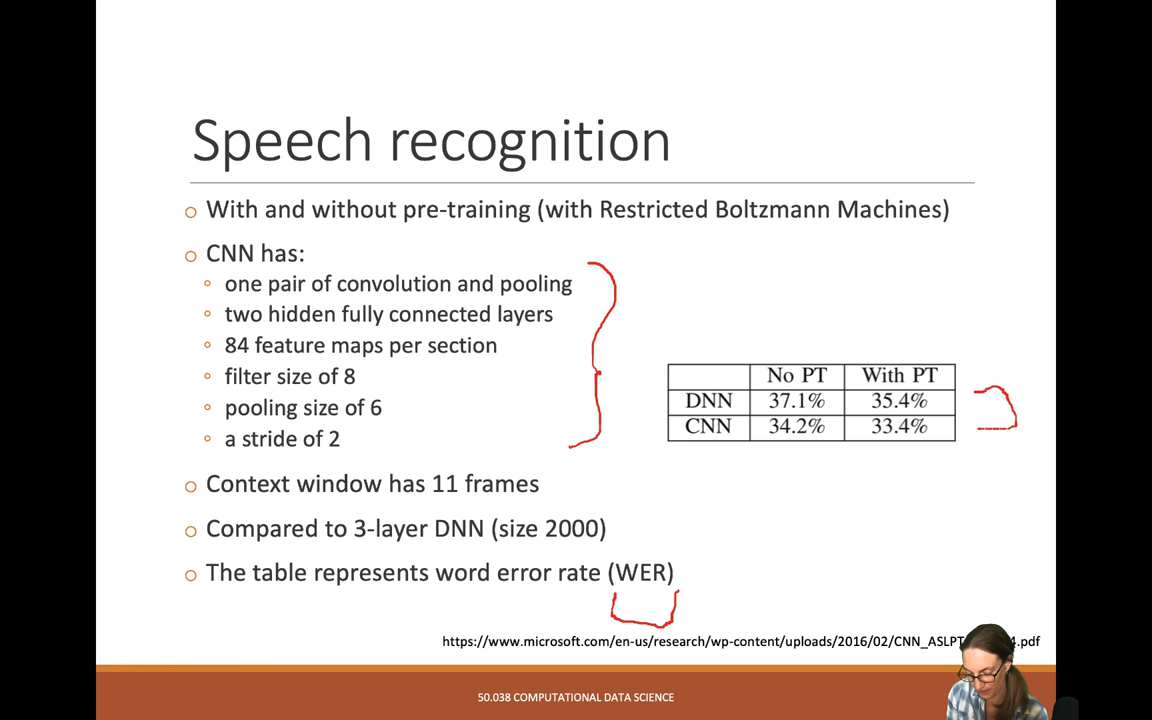 Speech recognition
With and without pre-training (with Restricted Boltzmann Machines)
CNN has:
one pair of convolution and pooling
two hidden fully connected layers
84 feature maps per section
filter size of 8
pooling size of 6
a stride of 2
No PT With PT
DNN 37.1% 35.4%
CNN 34.2% 33.4%
Context window has 11 frames
Compared to 3-layer DNN (size 2000)
The table represents word error rate (WER)
https://www.microsoft.com/en-us/research/wp-content/uploads/2016/02/CNN_ASLPT
.pdf
50.038 COMPUTATIONAL DATA SCIENCE